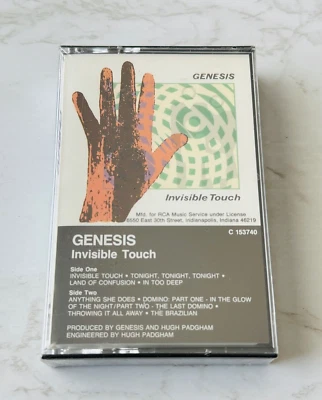 GENESIS
Invisible Touch
Mfd. for RCA Music Service under License
6550 East 30th Street, Indianapolis, Indiana 46219
C 153740
GENESIS
Invisible Touch
Side One
INVISIBLE TOUCH • TONIGHT, TONIGHT, TONIGHT •
LAND OF CONFUSION • IN TOO DEEP
Side Two
ANYTHING SHE DOES • DOMINO: PART ONE - IN THE GLOW
OF THE NIGHT/PART TWO - THE LAST DOMINO •
THROWING IT ALL AWAY • THE BRAZILIAN
PRODUCED BY GENESIS AND HUGH PADGHAM
ENGINEERED BY HUGH PADGHAM